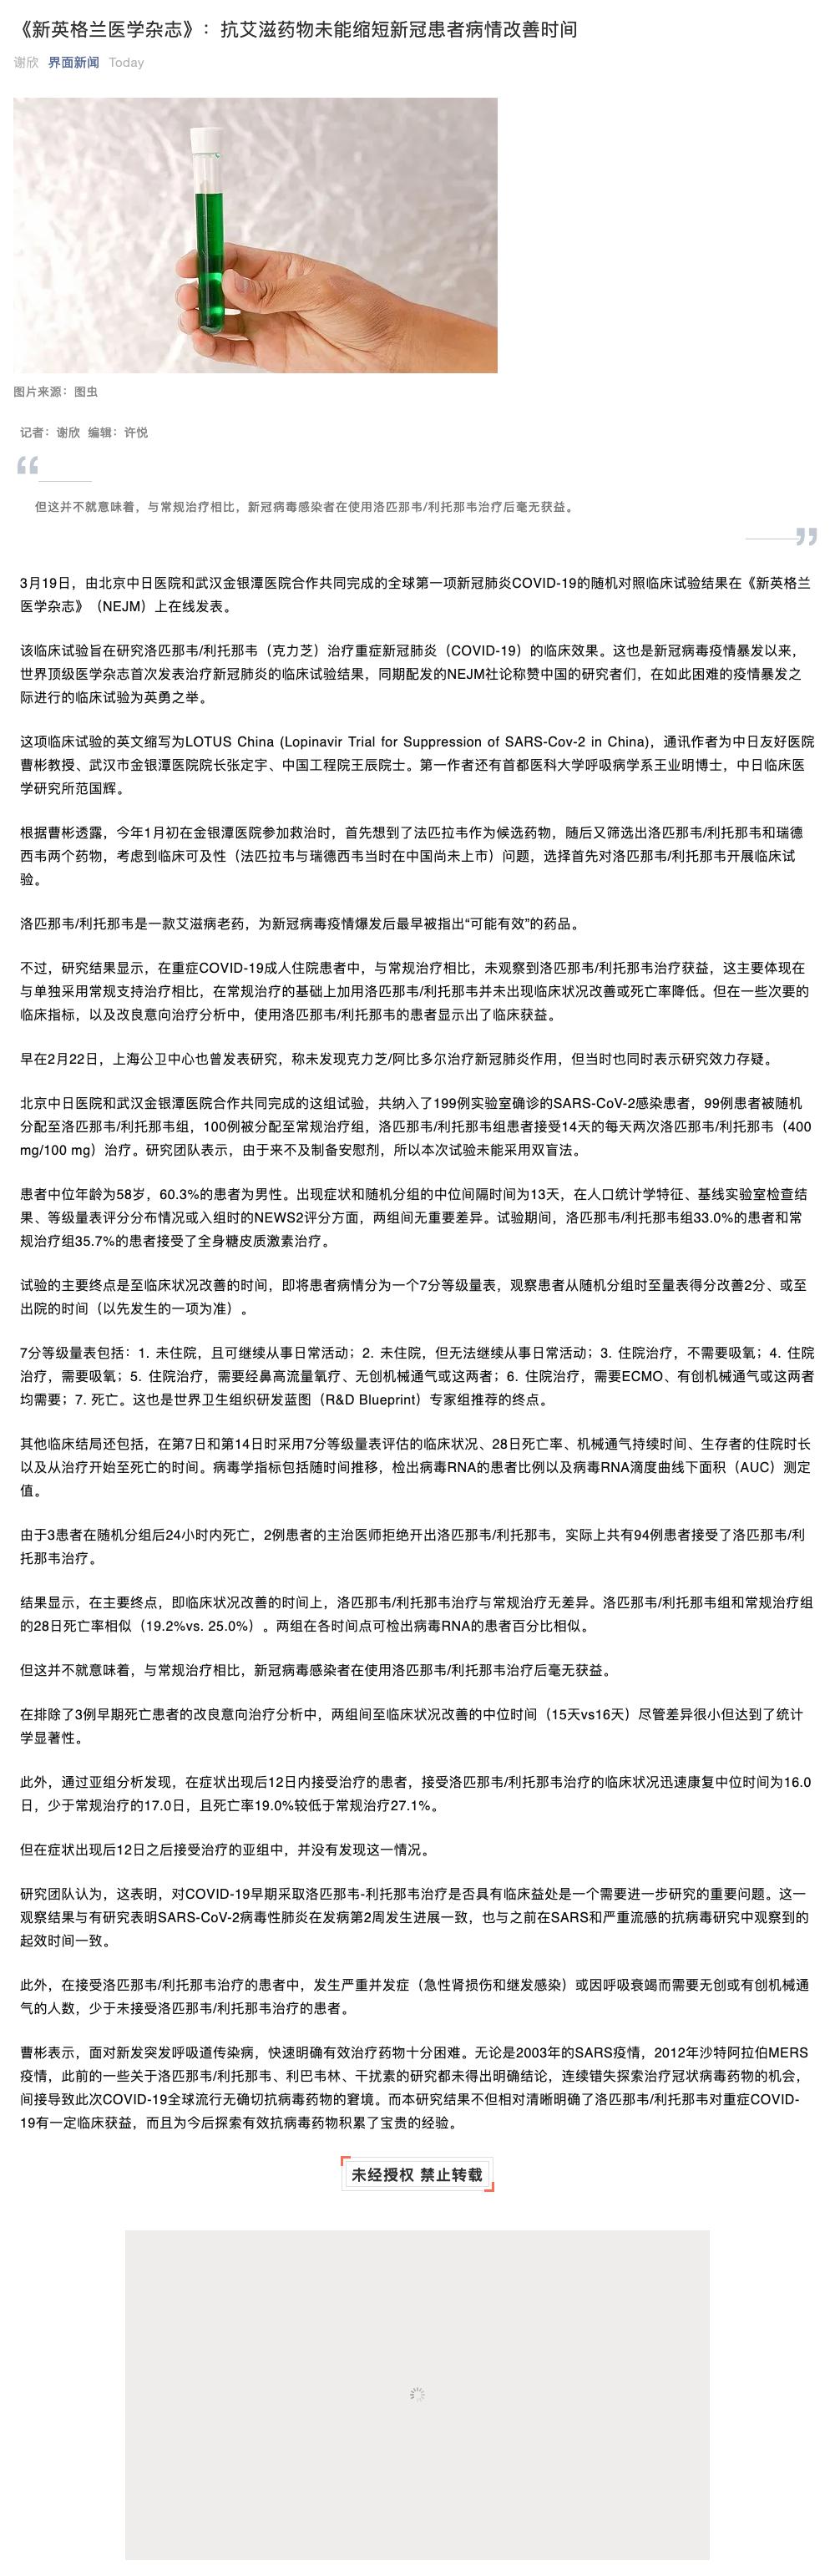 《新英格兰医学杂志》：抗艾滋药物未能缩短新冠患者病情改善时间
谢欣 界面新闻 Today
图片来源：图虫
记者：谢欣 编辑：许悦
“
但这并不就意味着，与常规治疗相比，新冠病毒感染者在使用洛匹那韦/利托那韦治疗后毫无获益。
”
3月19日，由北京中日医院和武汉金银潭医院合作共同完成的全球第一项新冠肺炎COVID-19的随机对照临床试验结果在《新英格兰
医学杂志》（NEJM）上在线发表。
该临床试验旨在研究洛匹那韦/利托那韦（克力芝）治疗重症新冠肺炎（COVID-19）的临床效果。这也是新冠病毒疫情暴发以来，
世界顶级医学杂志首次发表治疗新冠肺炎的临床试验结果，同期配发的NEJM社论称赞中国的研究者们，在如此困难的疫情暴发之
际进行的临床试验为英勇之举。
这项临床试验的英文缩写为LOTUS China (Lopinavir Trial for Suppression of SARS-Cov-2 in China)，通讯作者为中日友好医院
曹彬教授、武汉市金银潭医院院长张定宇、中国工程院王辰院士。第一作者还有首都医科大学呼吸病学系王业明博士，中日临床医
学研究所范国辉。
根据曹彬透露，今年1月初在金银潭医院参加救治时，首先想到了法匹拉韦作为候选药物，随后又筛选出洛匹那韦/利托那韦和瑞德
西韦两个药物，考虑到临床可及性（法匹拉韦与瑞德西韦当时在中国尚未上市）问题，选择首先对洛匹那韦/利托那韦开展临床试
验。
洛匹那韦/利托那韦是一款艾滋病老药，为新冠病毒疫情爆发后最早被指出“可能有效”的药品。
不过，研究结果显示，在重症COVID-19成人住院患者中，与常规治疗相比，未观察到洛匹那韦/利托那韦治疗获益，这主要体现在
与单独采用常规支持治疗相比，在常规治疗的基础上加用洛匹那韦/利托那韦并未出现临床状况改善或死亡率降低。但在一些次要的
临床指标，以及改良意向治疗分析中，使用洛匹那韦/利托那韦的患者显示出了临床获益。
早在2月22日，上海公卫中心也曾发表研究，称未发现克力芝/阿比多尔治疗新冠肺炎作用，但当时也同时表示研究效力存疑。
北京中日医院和武汉金银潭医院合作共同完成的这组试验，共纳入了199例实验室确诊的SARS-CoV-2感染患者，99例患者被随机
分配至洛匹那韦/利托那韦组，100例被分配至常规治疗组，洛匹那韦/利托那韦组患者接受14天的每天两次洛匹那韦/利托那韦（400
mg/100 mg）治疗。研究团队表示，由于来不及制备安慰剂，所以本次试验未能采用双盲法。
患者中位年龄为58岁，60.3%的患者为男性。出现症状和随机分组的中位间隔时间为13天，在人口统计学特征、基线实验室检查结
果、等级量表评分分布情况或入组时的NEWS2评分方面，两组间无重要差异。试验期间，洛匹那韦/利托那韦组33.0%的患者和常
规治疗组35.7%的患者接受了全身糖皮质激素治疗。
试验的主要终点是至临床状况改善的时间，即将患者病情分为一个7分等级量表，观察患者从随机分组时至量表得分改善2分、或至
出院的时间（以先发生的一项为准）。
7分等级量表包括：1. 未住院，且可继续从事日常活动；2. 未住院，但无法继续从事日常活动；3. 住院治疗，不需要吸氧；4. 住院
治疗，需要吸氧；5. 住院治疗，需要经鼻高流量氧疗、无创机械通气或这两者；6. 住院治疗，需要ECMO、有创机械通气或这两者
均需要；7. 死亡。这也是世界卫生组织研发蓝图（R&D Blueprint）专家组推荐的终点。
其他临床结局还包括，在第7日和第14日时采用7分等级量表评估的临床状况、28日死亡率、机械通气持续时间、生存者的住院时长
以及从治疗开始至死亡的时间。病毒学指标包括随时间推移，检出病毒RNA的患者比例以及病毒RNA滴度曲线下面积（AUC）测定
值。
由于3患者在随机分组后24小时内死亡，2例患者的主治医师拒绝开出洛匹那韦/利托那韦，实际上共有94例患者接受了洛匹那韦/利
托那韦治疗。
结果显示，在主要终点，即临床状况改善的时间上，洛匹那韦/利托那韦治疗与常规治疗无差异。洛匹那韦/利托那韦组和常规治疗组
的28日死亡率相似（19.2%vs. 25.0%）。两组在各时间点可检出病毒RNA的患者百分比相似。
但这并不就意味着，与常规治疗相比，新冠病毒感染者在使用洛匹那韦/利托那韦治疗后毫无获益。
在排除了3例早期死亡患者的改良意向治疗分析中，两组间至临床状况改善的中位时间（15天vs16天）尽管差异很小但达到了统计
学显著性。
此外，通过亚组分析发现，在症状出现后12日内接受治疗的患者，接受洛匹那韦/利托那韦治疗的临床状况迅速康复中位时间为16.0
日，少于常规治疗的17.0日，且死亡率19.0%较低于常规治疗27.1%。
但在症状出现后12日之后接受治疗的亚组中，并没有发现这一情况。
研究团队认为，这表明，对COVID-19早期采取洛匹那韦-利托那韦治疗是否具有临床益处是一个需要进一步研究的重要问题。这一
观察结果与有研究表明SARS-CoV-2病毒性肺炎在发病第2周发生进展一致，也与之前在SARS和严重流感的抗病毒研究中观察到的
起效时间一致。
此外，在接受洛匹那韦/利托那韦治疗的患者中，发生严重并发症（急性肾损伤和继发感染）或因呼吸衰竭而需要无创或有创机械通
气的人数，少于未接受洛匹那韦/利托那韦治疗的患者。
曹彬表示，面对新发突发呼吸道传染病，快速明确有效治疗药物十分困难。无论是2003年的SARS疫情，2012年沙特阿拉伯MERS
疫情，此前的一些关于洛匹那韦/利托那韦、利巴韦林、干扰素的研究都未得出明确结论，连续错失探索治疗冠状病毒药物的机会，
间接导致此次COVID-19全球流行无确切抗病毒药物的窘境。而本研究结果不但相对清晰明确了洛匹那韦/利托那韦对重症COVID-
19有一定临床获益，而且为今后探索有效抗病毒药物积累了宝贵的经验。
未经授权 禁止转载